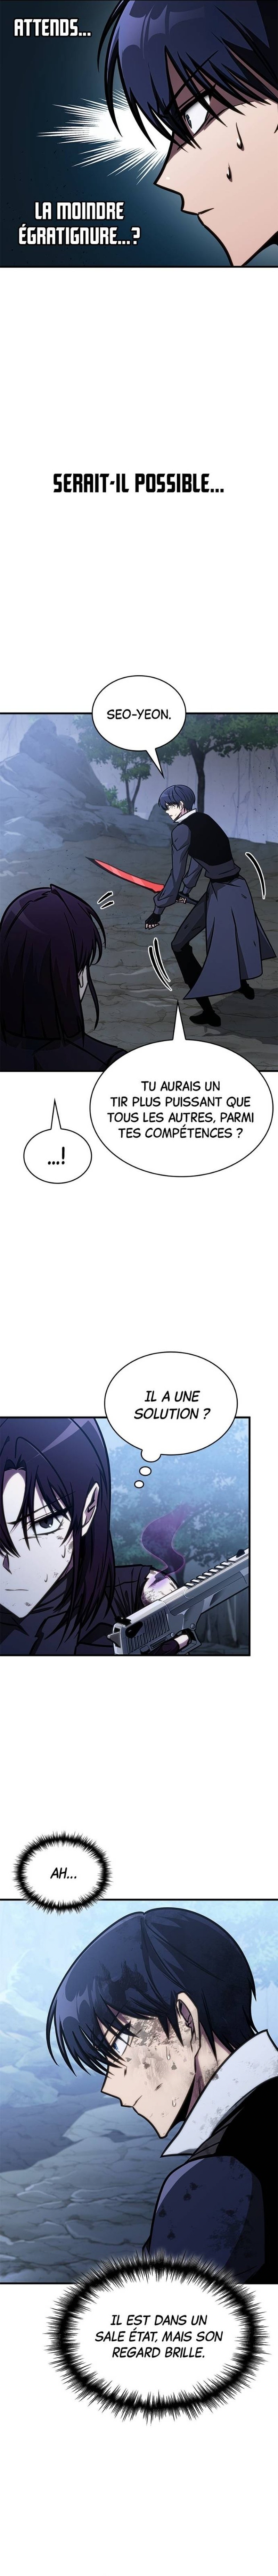 ATTENDS...
LA MOINDRE
ÉGRATIGNURE...?
SERAIT-IL POSSIBLE...
SEO-YEON.
TU AURAIS UN
TIR PLUS PUISSANT QUE
TOUS LES AUTRES, PARMI
TES COMPÉTENCES ?
...!
IL A UNE
SOLUTION ?
AH...
IL EST DANS UN
SALE ÉTAT, MAIS SON
REGARD BRILLE.